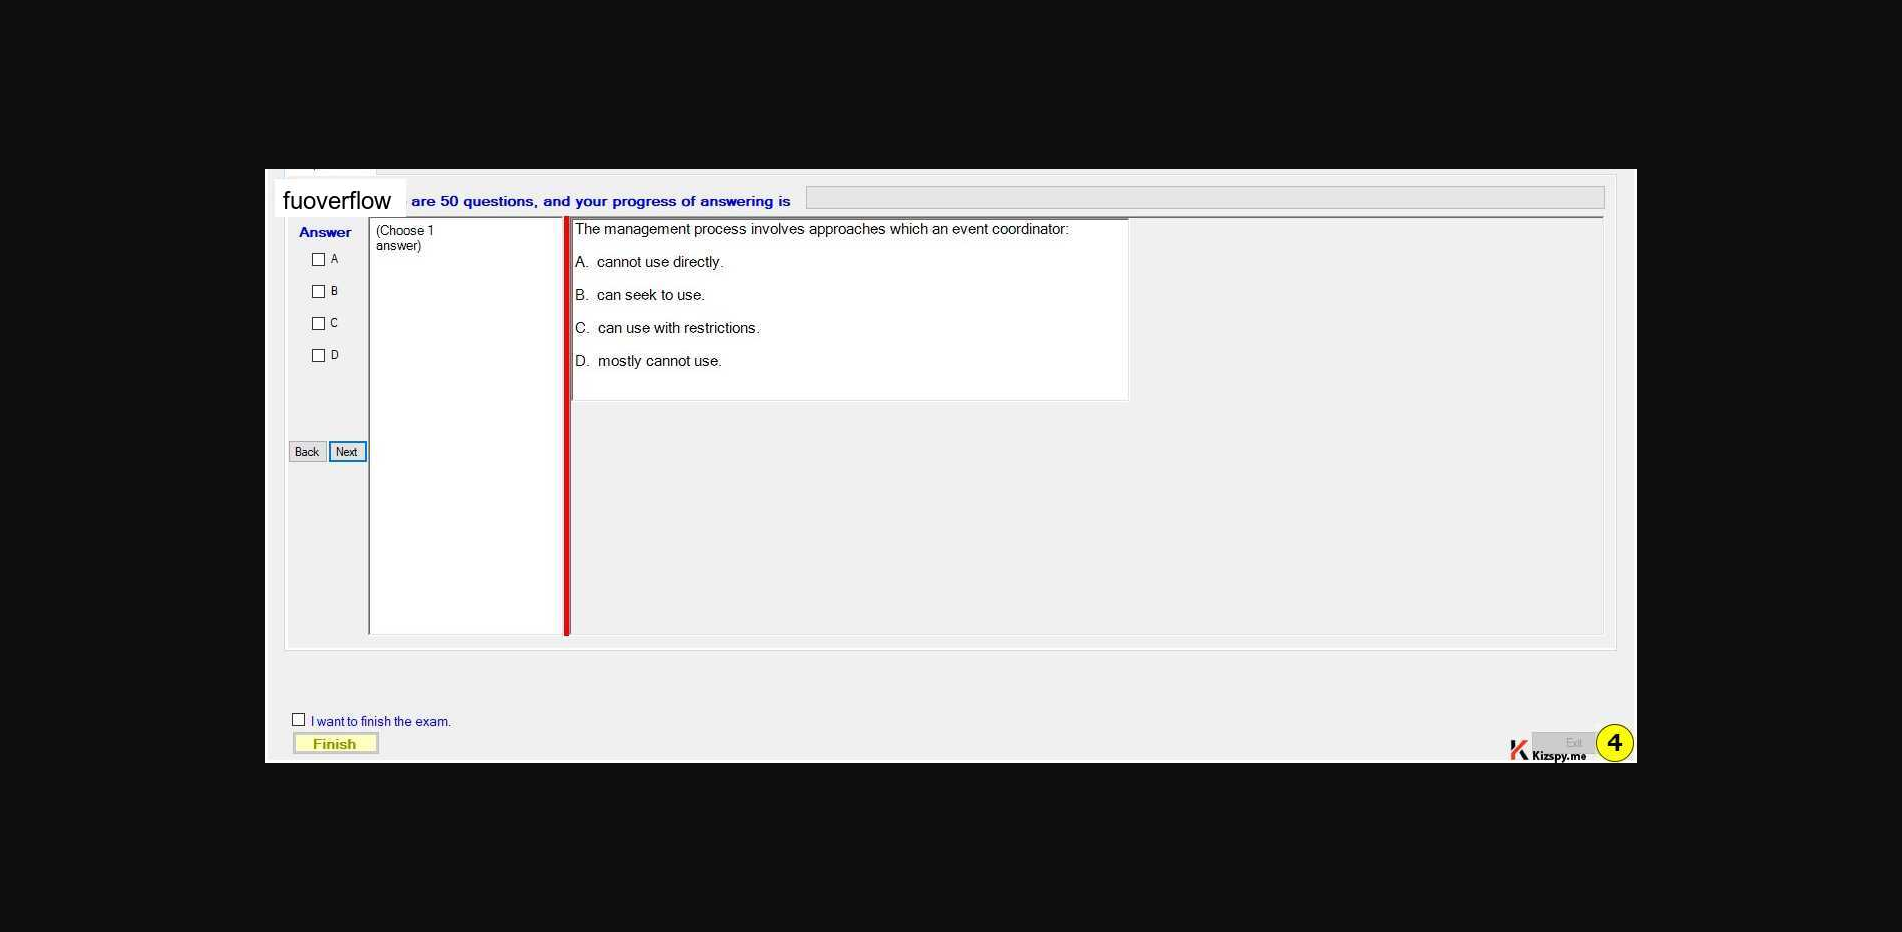 fuoverflow are 50 questions, and your progress of answering is
Answer
(Choose 1
answer)
A
B
C
D
Back Next
The management process involves approaches which an event coordinator:
A. cannot use directly.
B. can seek to use.
C. can use with restrictions.
D. mostly cannot use.
I want to finish the exam.
Finish
Exit
Kizspy.me
4